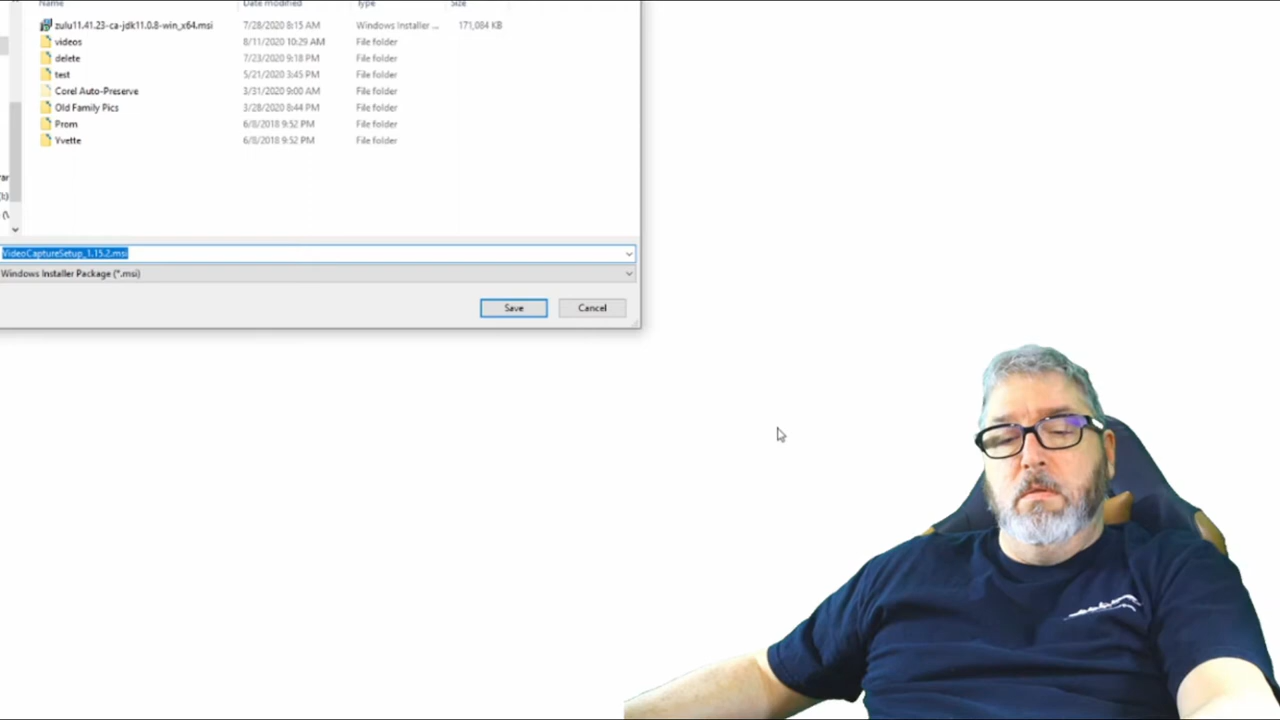 Name Date modified Type Size
zulu11.41.23-ca-jdk11.0.8-win_x64.msi 7/28/2020 8:15 AM Windows Installer ... 171,084 KB
videos 8/11/2020 10:29 AM File folder
delete 7/23/2020 9:18 PM File folder
test 5/21/2020 3:45 PM File folder
Corel Auto-Preserve 3/31/2020 9:00 AM File folder
Old Family Pics 3/28/2020 8:44 PM File folder
Prom 6/8/2018 9:52 PM File folder
Yvette 6/8/2018 9:52 PM File folder
VideoCaptureSetup_1.15.2.msi
Windows Installer Package (*.msi)
Save Cancel